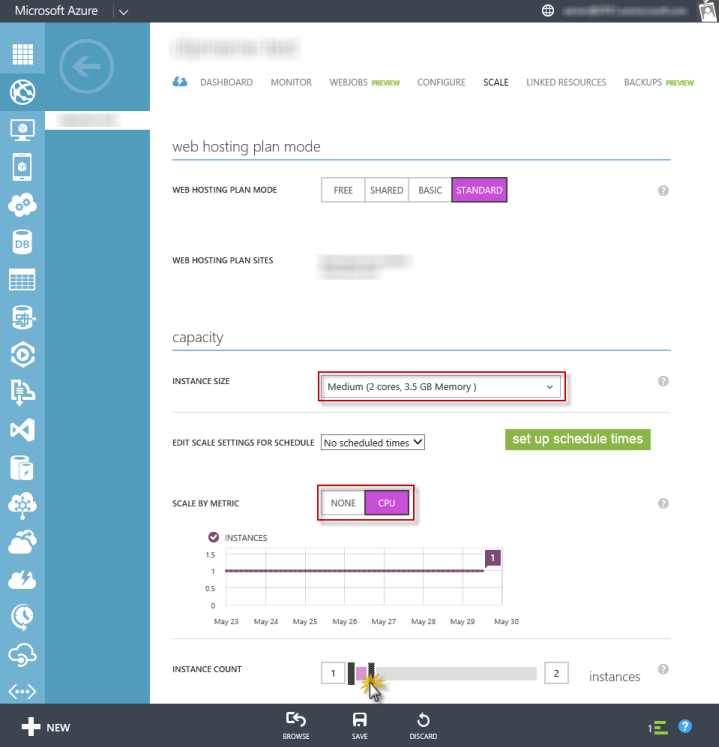 Microsoft Azure
DASHBOARD MONITOR WEBJOBS PREVIEW CONFIGURE SCALE LINKED RESOURCES BACKUPS PREVIEW
web hosting plan mode
WEB HOSTING PLAN MODE FREE SHARED BASIC STANDARD ?
WEB HOSTING PLAN SITES
capacity
INSTANCE SIZE Medium (2 cores, 3.5 GB Memory ) ?
EDIT SCALE SETTINGS FOR SCHEDULE No scheduled times set up schedule times
SCALE BY METRIC NONE CPU ?
INSTANCES
1.5
1
1
0.5
0
May 23 May 24 May 25 May 26 May 27 May 28 May 29 May 30
INSTANCE COUNT 1 2 instances ?
DB
NEW BROWSE SAVE DISCARD 1 ?